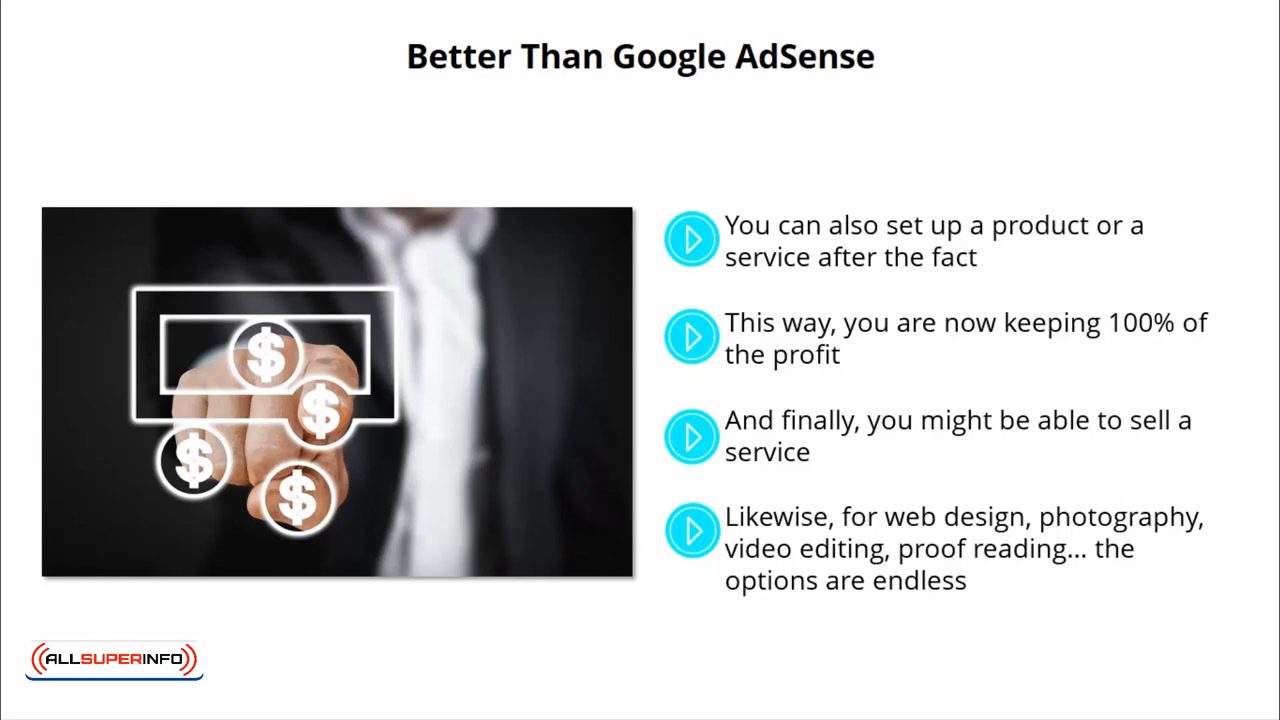 Better Than Google AdSense
You can also set up a product or a
service after the fact
This way, you are now keeping 100% of
the profit
And finally, you might be able to sell a
service
Likewise, for web design, photography,
video editing, proof reading... the
options are endless
$
$
$
$
ALLSUPERINFO